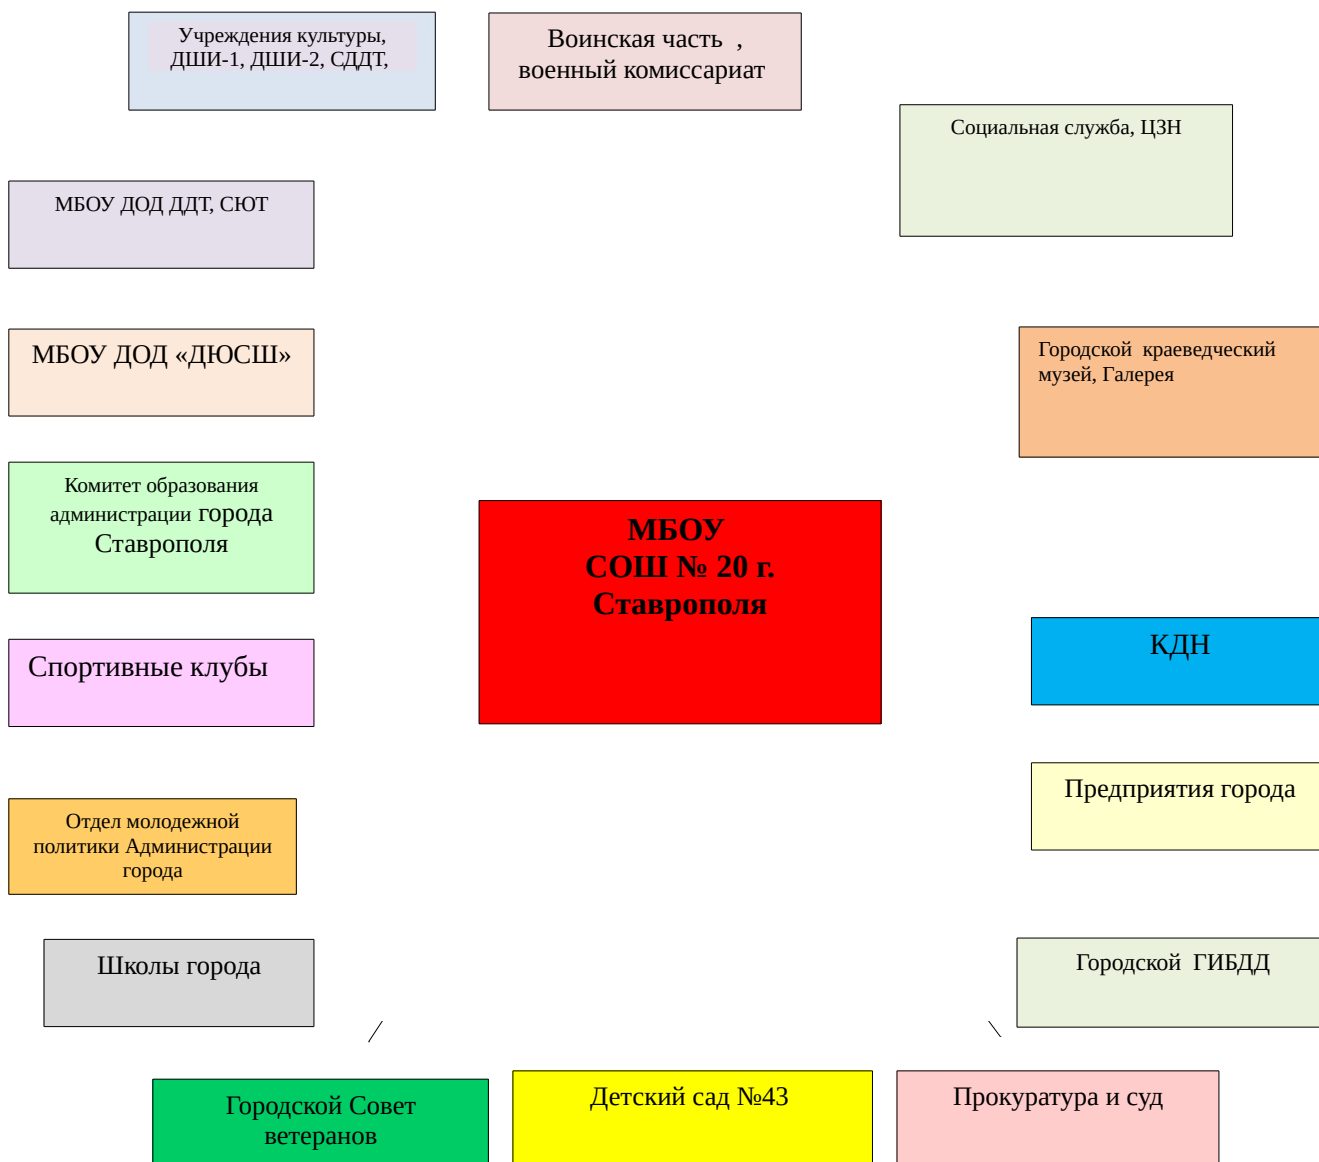 Учреждения культуры,
ДШИ-1, ДШИ-2, СДДТ,
Воинская часть ,
военный комиссариат
Социальная служба, ЦЗН
МБОУ ДОД ДДТ, СЮТ
МБОУ ДОД «ДЮСШ»
Городской краеведческий
музей, Галерея
Комитет образования
администрации города
Ставрополя
МБОУ
СОШ № 20 г.
Ставрополя
Спортивные клубы
КДН
Предприятия города
Отдел молодежной
политики Администрации
города
Школы города
Городской ГИБДД
Городской Совет
ветеранов
Детский сад №43
Прокуратура и суд